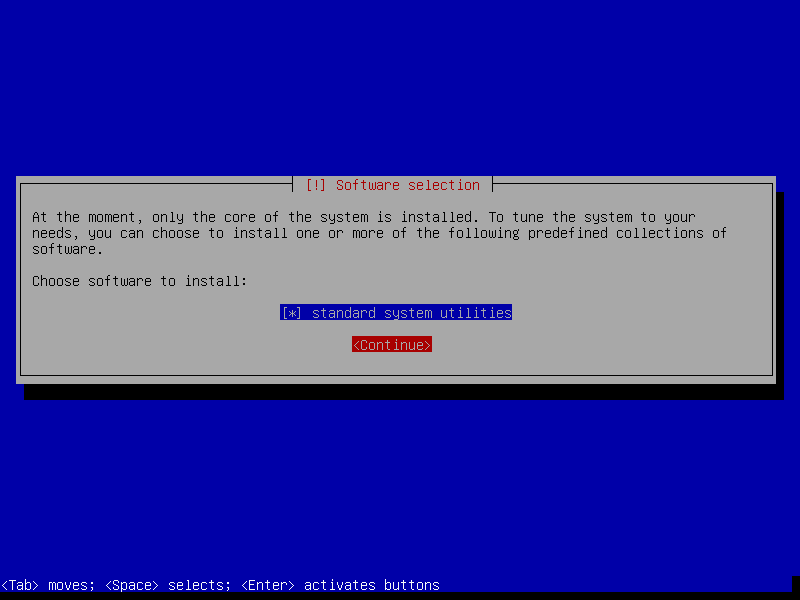 [!] Software selection
At the moment, only the core of the system is installed. To tune the system to your
needs, you can choose to install one or more of the following predefined collections of
software.
Choose software to install:
[*] standard system utilities
<Continue>
<Tab> moves; <Space> selects; <Enter> activates buttons